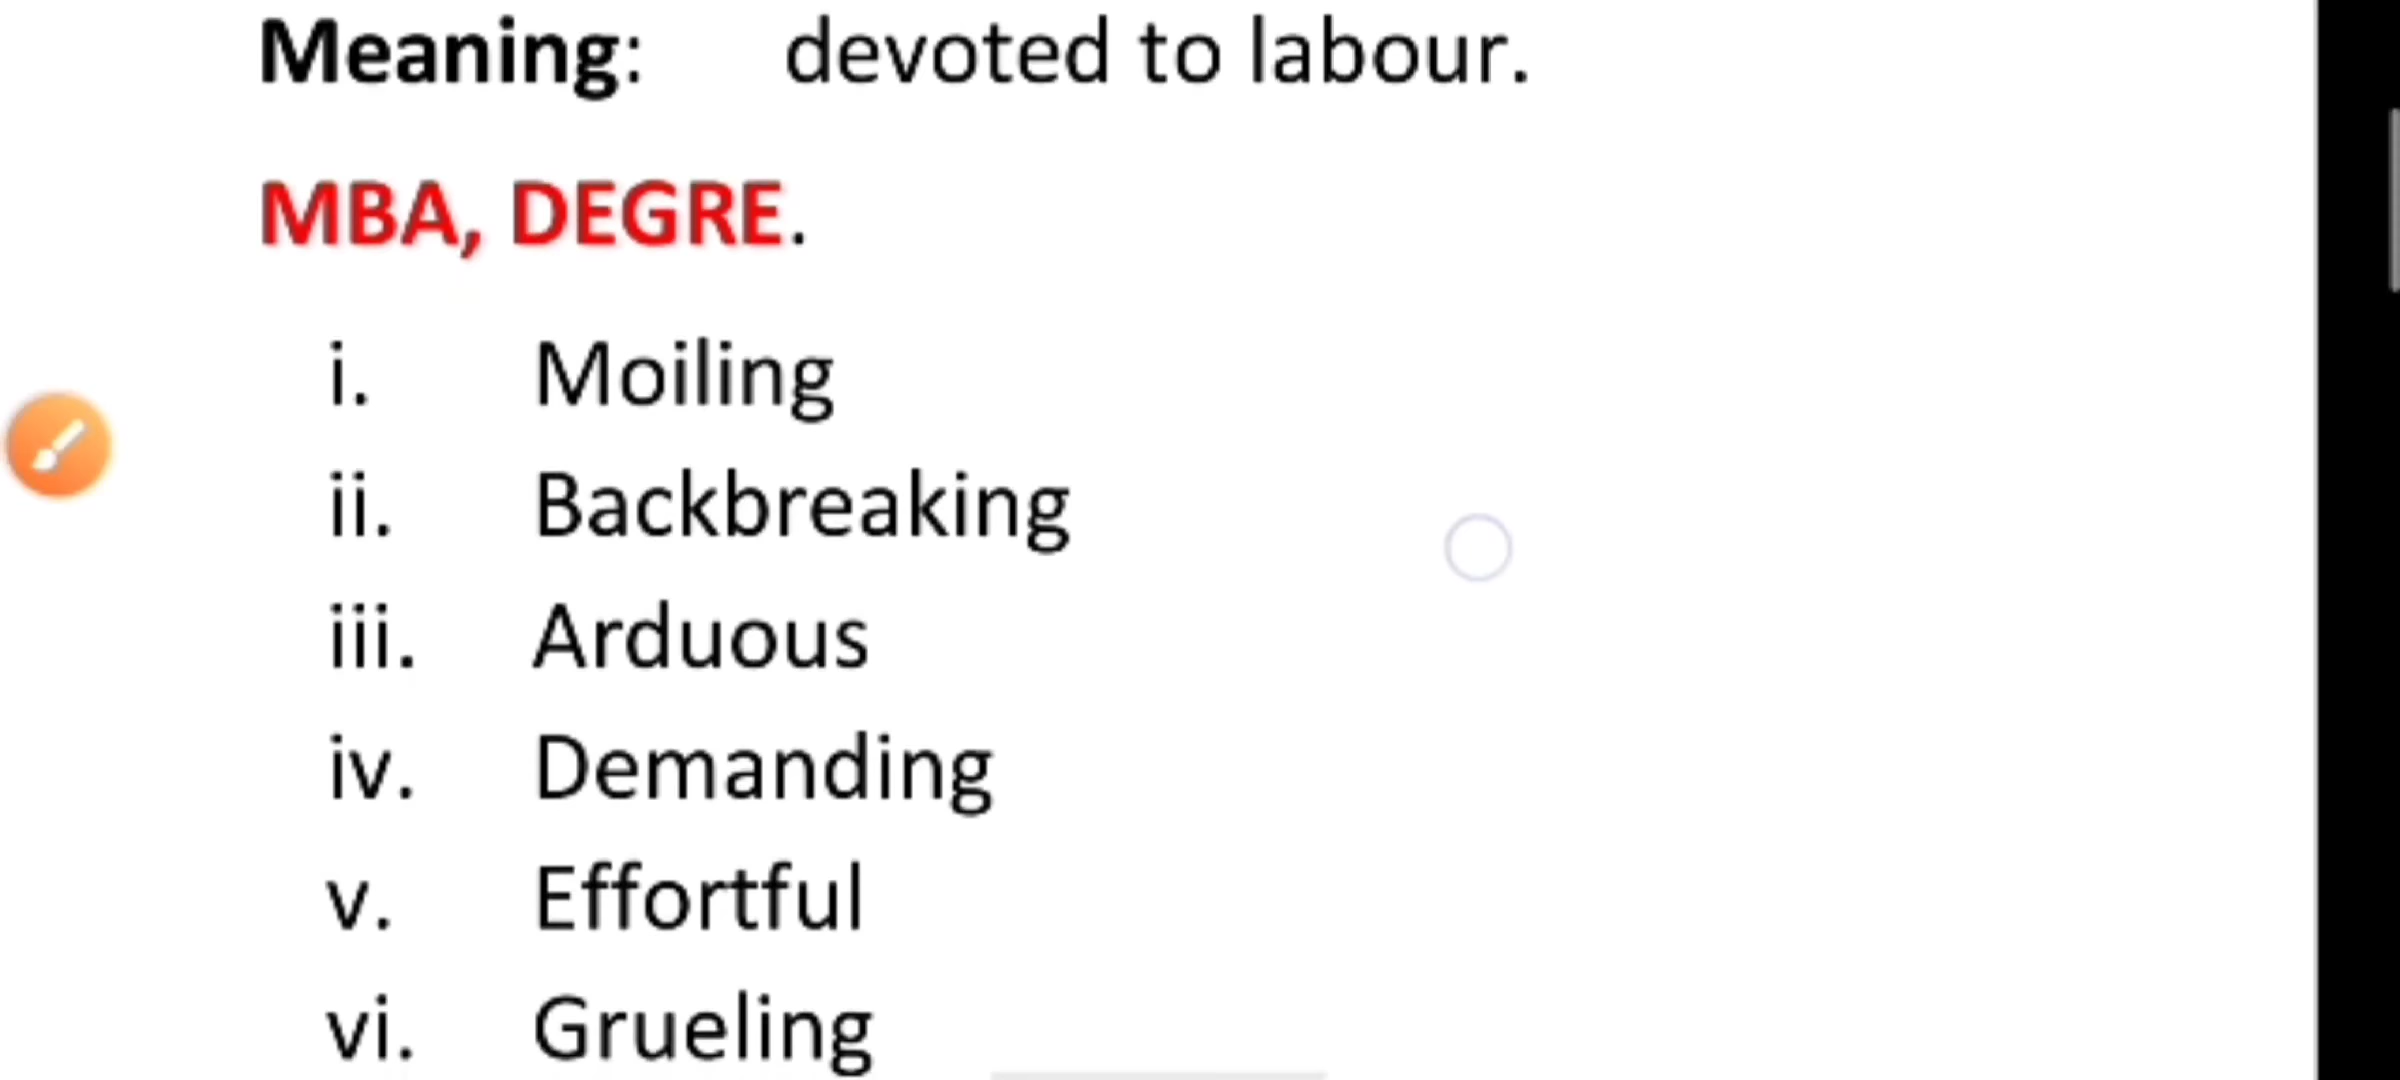 Meaning: devoted to labour.
MBA, DEGRE.
i. Moiling
ii. Backbreaking
iii. Arduous
iv. Demanding
v. Effortful
vi. Grueling